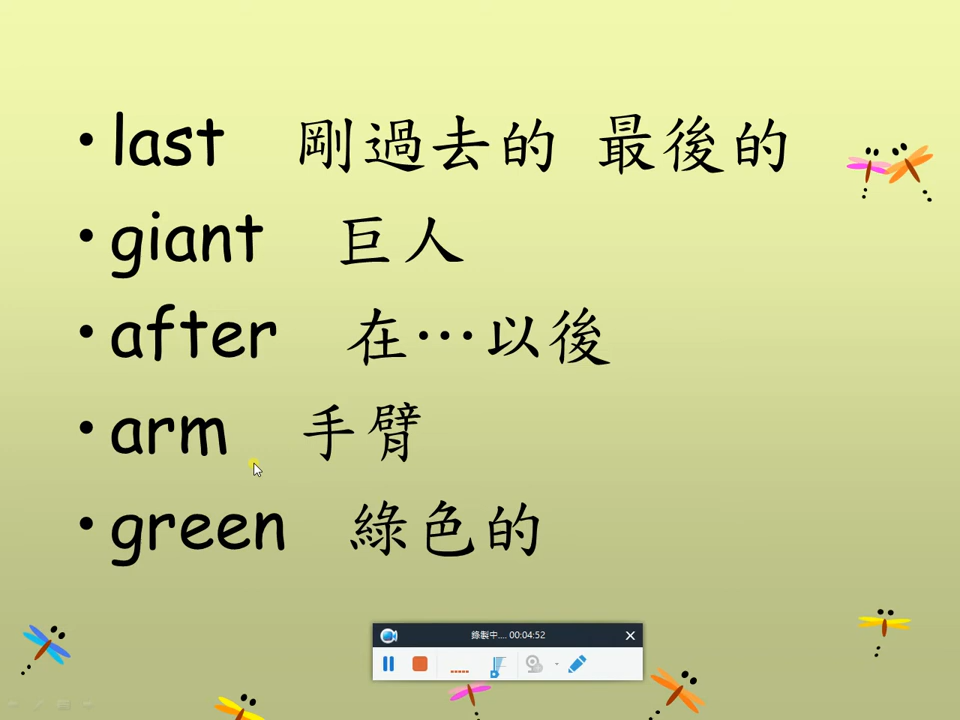 • last 剛過去的 最後的
• giant 巨人
• after 在…以後
• arm 手臂
• green 綠色的
錄製中.... 00:04:52